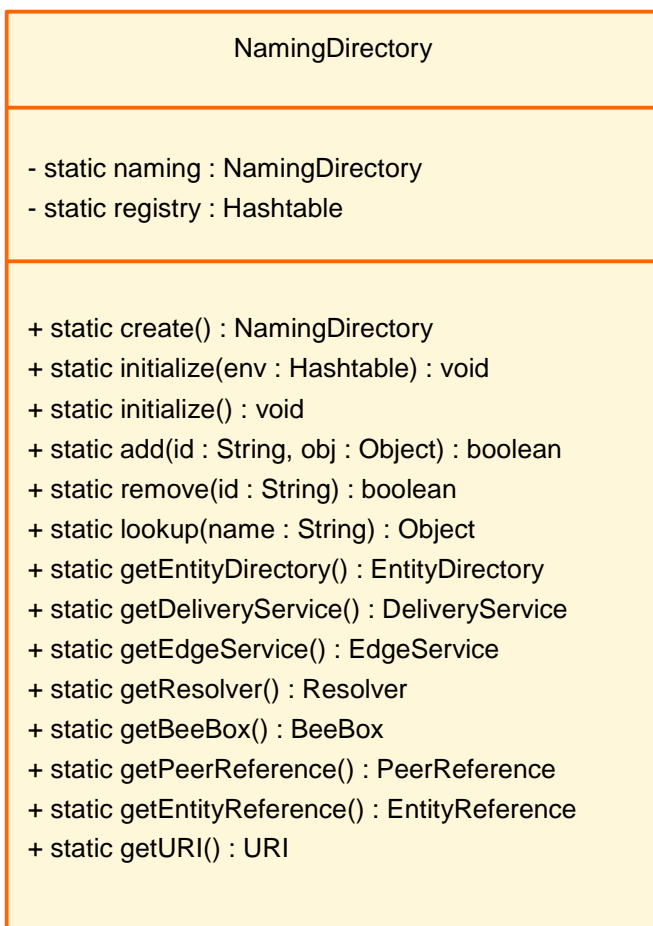 NamingDirectory
- static naming : NamingDirectory
- static registry : Hashtable
+ static create() : NamingDirectory
+ static initialize(env : Hashtable) : void
+ static initialize() : void
+ static add(id : String, obj : Object) : boolean
+ static remove(id : String) : boolean
+ static lookup(name : String) : Object
+ static getEntityDirectory() : EntityDirectory
+ static getDeliveryService() : DeliveryService
+ static getEdgeService() : EdgeService
+ static getResolver() : Resolver
+ static getBeeBox() : BeeBox
+ static getPeerReference() : PeerReference
+ static getEntityReference() : EntityReference
+ static getURI() : URI